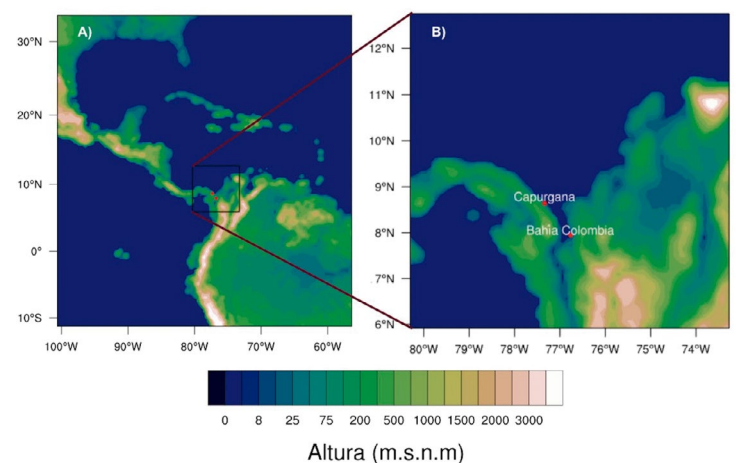 A)
30°N
20°N
10°N
0°
10°S
100°W 90°W 80°W 70°W 60°W
B)
12°N
11°N
10°N
9°N
8°N
7°N
6°N
Capurgana
Bahia Colombia
80°W 79°W 78°W 77°W 76°W 75°W 74°W
0 8 25 75 200 500 1000 1500 2000 3000
Altura (m.s.n.m)